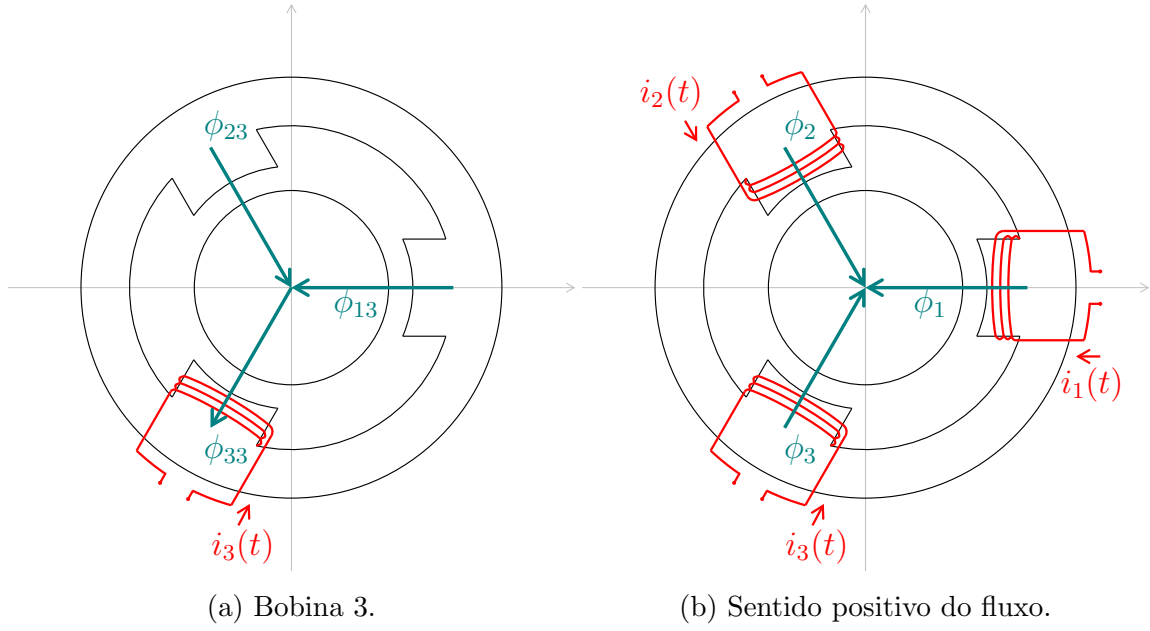 ϕ₂₃
ϕ₁₃
ϕ₃₃
i₃(t)
(a) Bobina 3.
i₂(t)
ϕ₂
ϕ₁
i₁(t)
ϕ₃
i₃(t)
(b) Sentido positivo do fluxo.